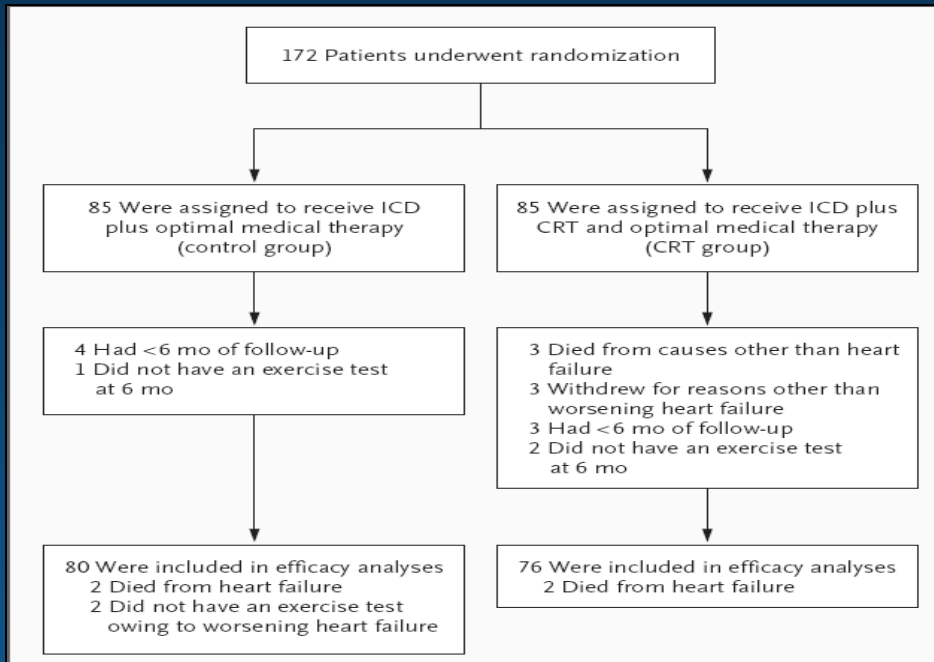 172 Patients underwent randomization
85 Were assigned to receive ICD
plus optimal medical therapy
(control group)
85 Were assigned to receive ICD plus
CRT and optimal medical therapy
(CRT group)
4 Had <6 mo of follow-up
1 Did not have an exercise test
at 6 mo
3 Died from causes other than heart
failure
3 Withdrew for reasons other than
worsening heart failure
3 Had <6 mo of follow-up
2 Did not have an exercise test
at 6 mo
80 Were included in efficacy analyses
2 Died from heart failure
2 Did not have an exercise test
owing to worsening heart failure
76 Were included in efficacy analyses
2 Died from heart failure